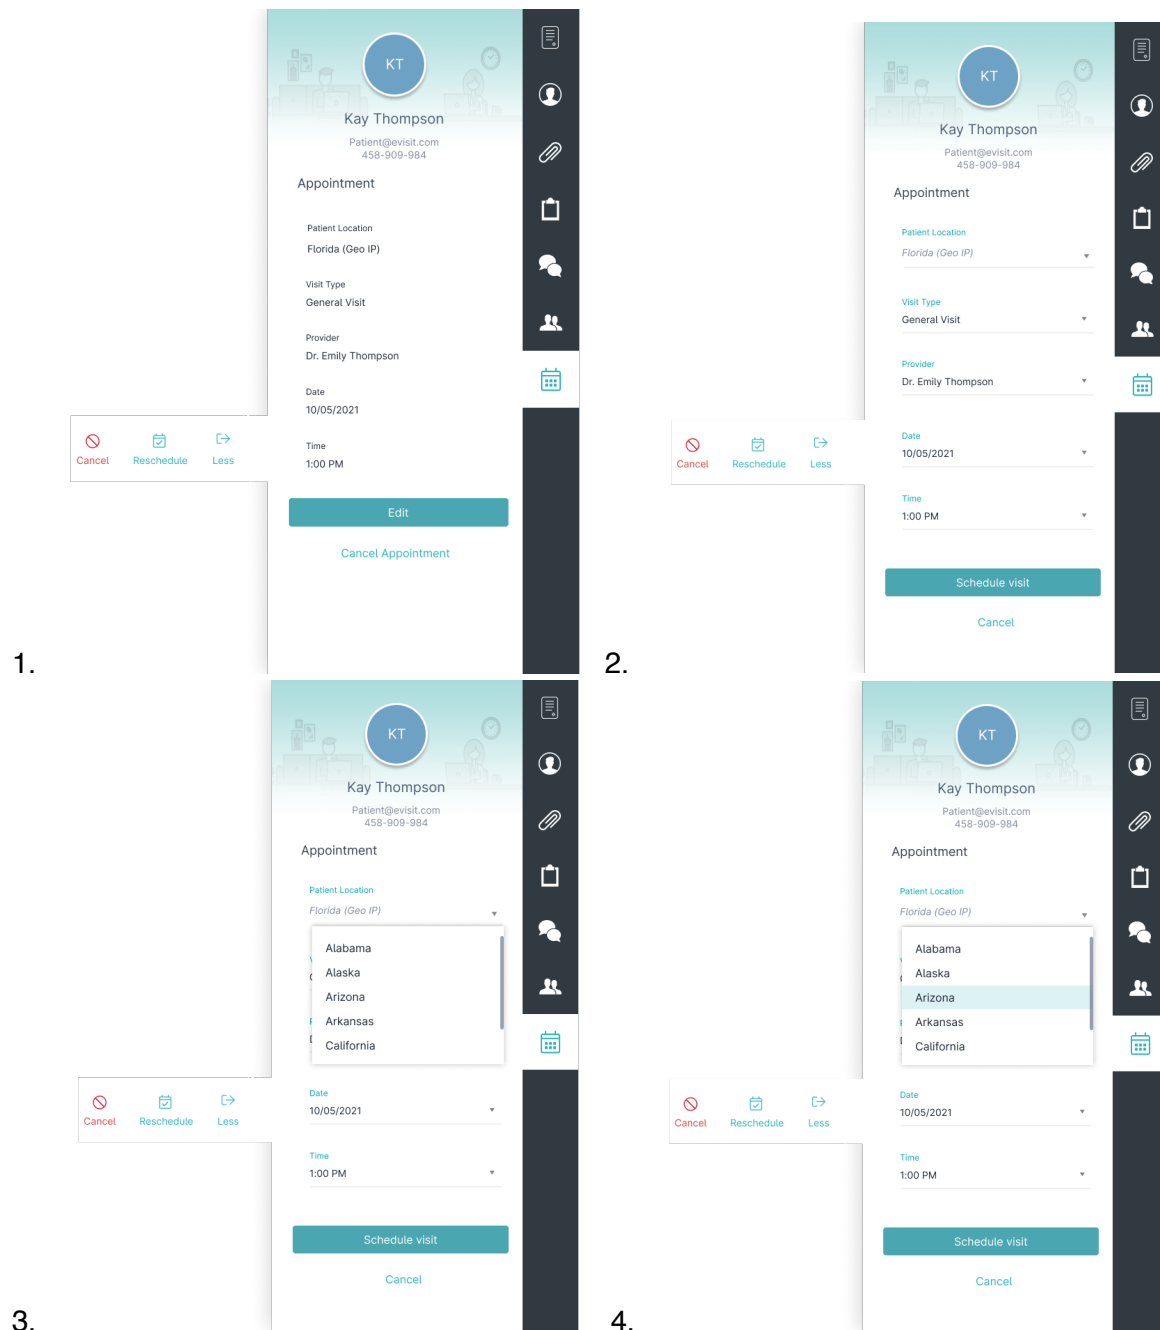 KT
Kay Thompson
Patient@evisit.com
458-909-984
Appointment
Patient Location
Florida (Geo IP)
Visit Type
General Visit
Provider
Dr. Emily Thompson
Date
10/05/2021
Time
1:00 PM
Cancel Reschedule Less
Edit
Cancel Appointment
1.
KT
Kay Thompson
Patient@evisit.com
458-909-984
Appointment
Patient Location
Florida (Geo IP)
Visit Type
General Visit
Provider
Dr. Emily Thompson
Date
10/05/2021
Cancel Reschedule Less
Time
1:00 PM
Schedule visit
Cancel
2.
KT
Kay Thompson
Patient@evisit.com
458-909-984
Appointment
Patient Location
Florida (Geo IP)
Alabama
Alaska
Arizona
Arkansas
California
Date
10/05/2021
Cancel Reschedule Less
Time
1:00 PM
Schedule visit
Cancel
3.
KT
Kay Thompson
Patient@evisit.com
458-909-984
Appointment
Patient Location
Florida (Geo IP)
Alabama
Alaska
Arizona
Arkansas
California
Date
10/05/2021
Cancel Reschedule Less
Time
1:00 PM
Schedule visit
Cancel
4.